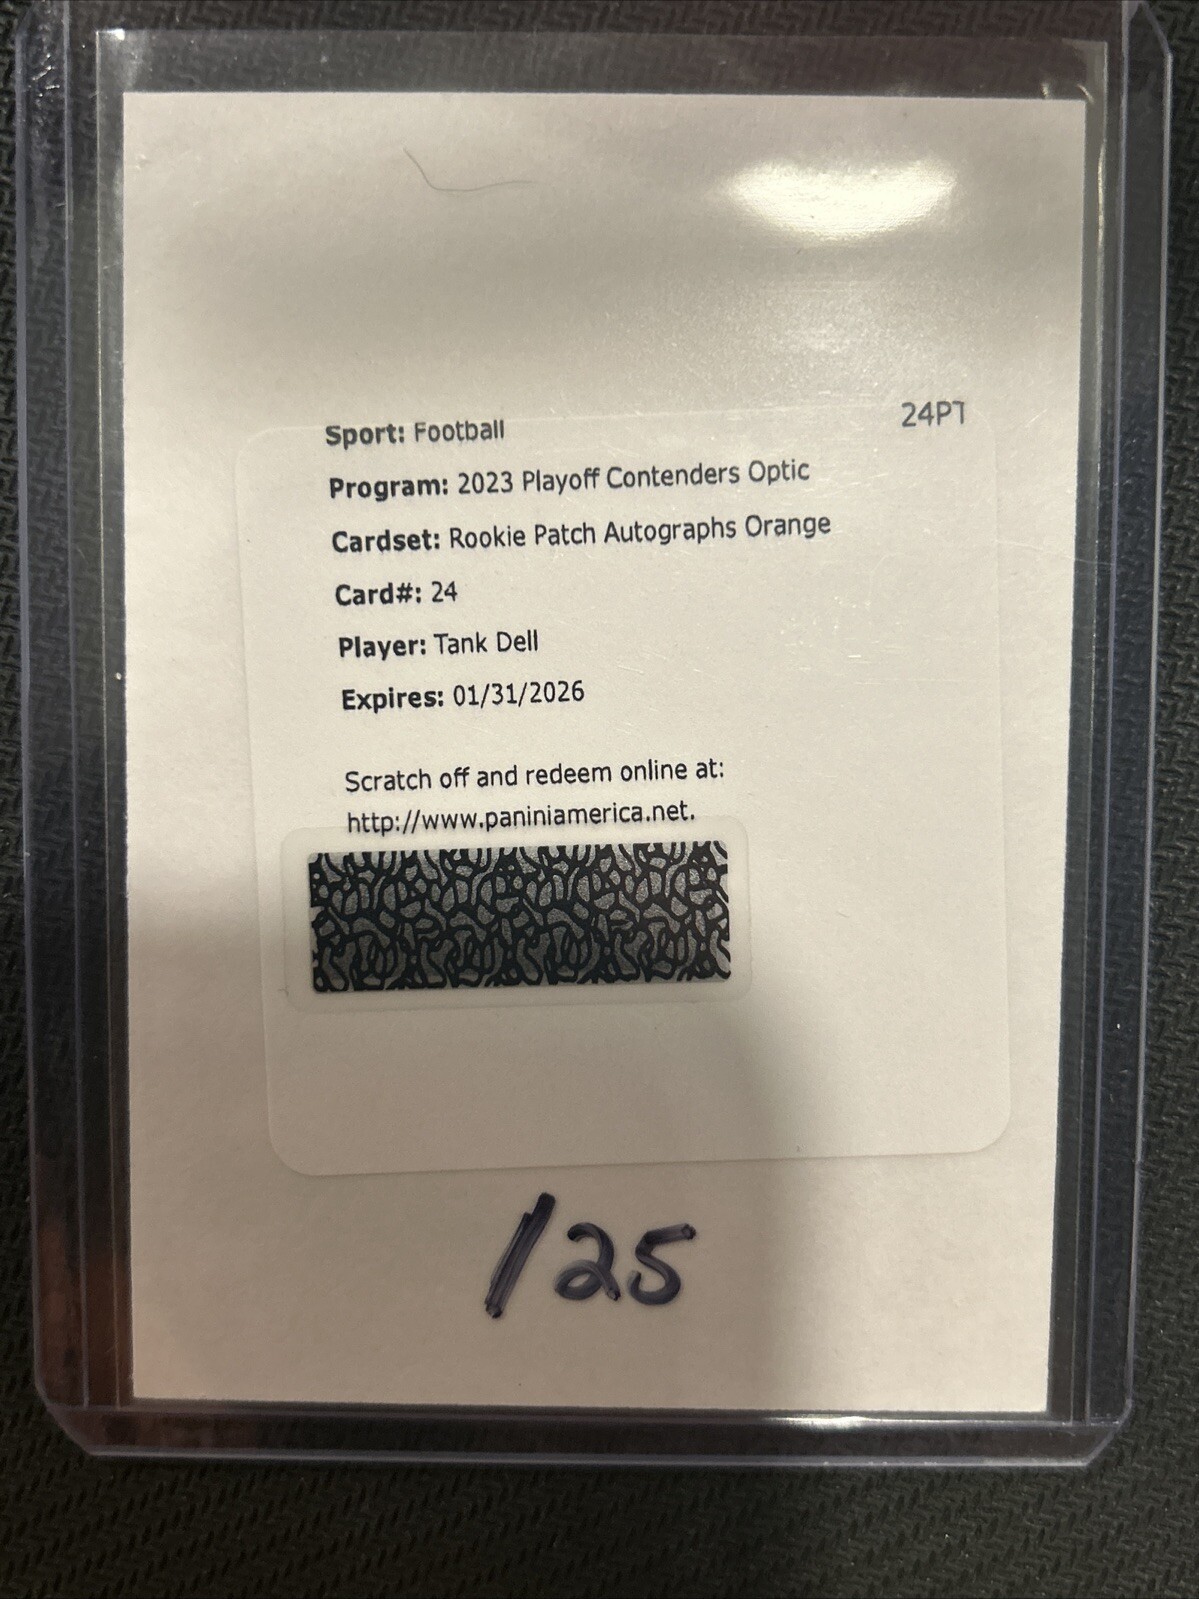 24PT
Sport: Football
Program: 2023 Playoff Contenders Optic
Cardset: Rookie Patch Autographs Orange
Card#: 24
Player: Tank Dell
Expires: 01/31/2026
Scratch off and redeem online at:
http://www.paniniamerica.net.
/25